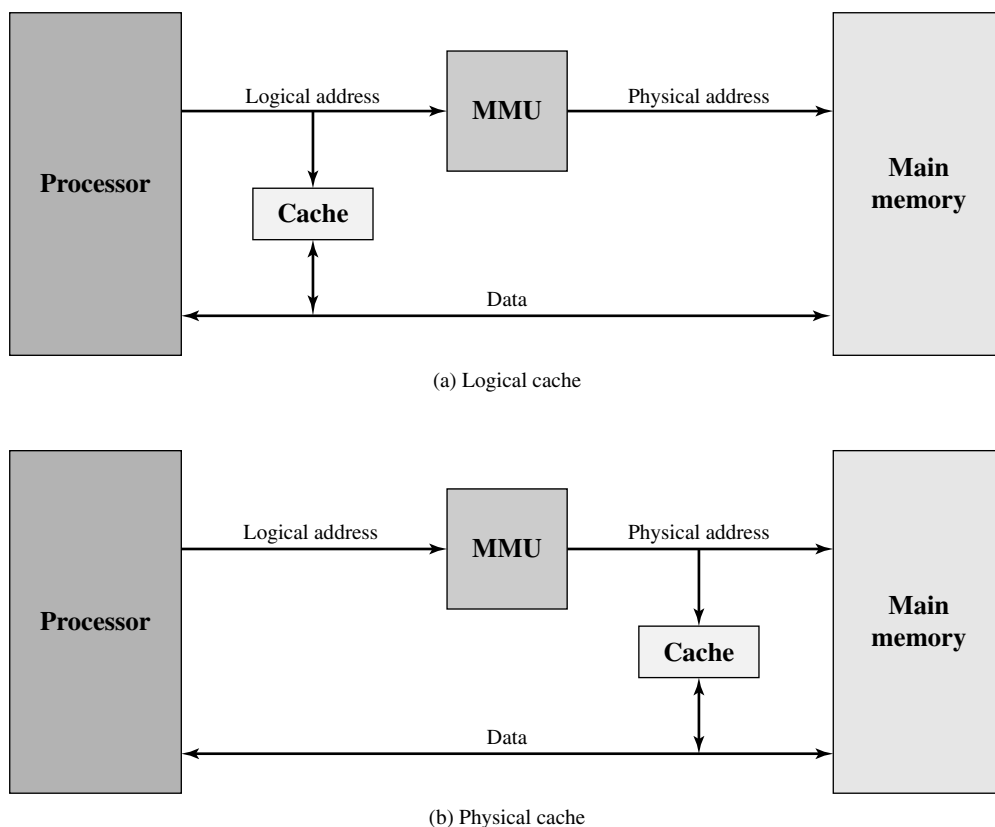 Logical address
MMU
Physical address
Processor
Cache
Main
memory
Data
(a) Logical cache
Logical address
MMU
Physical address
Processor
Cache
Main
memory
Data
(b) Physical cache